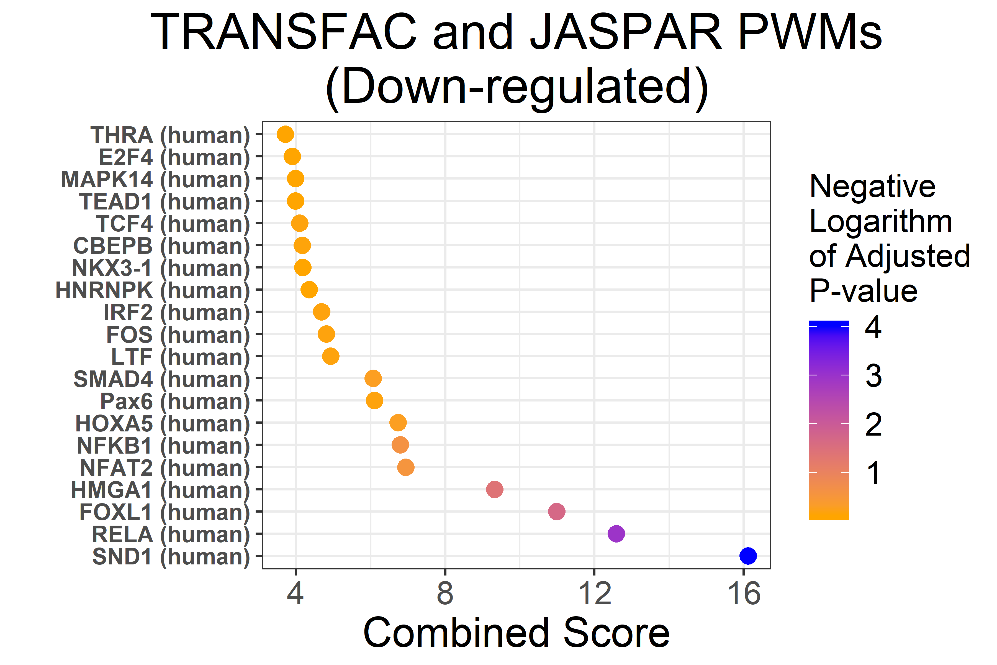 TRANSFAC and JASPAR PWMs
(Down-regulated)
THRA (human)
E2F4 (human)
MAPK14 (human)
TEAD1 (human)
TCF4 (human)
CBEPB (human)
NKX3-1 (human)
HNRNPK (human)
IRF2 (human)
FOS (human)
LTF (human)
SMAD4 (human)
Pax6 (human)
HOXA5 (human)
NFKB1 (human)
NFAT2 (human)
HMGA1 (human)
FOXL1 (human)
RELA (human)
SND1 (human)
4 8 12 16
Combined Score
Negative
Logarithm
of Adjusted
P-value
4
3
2
1